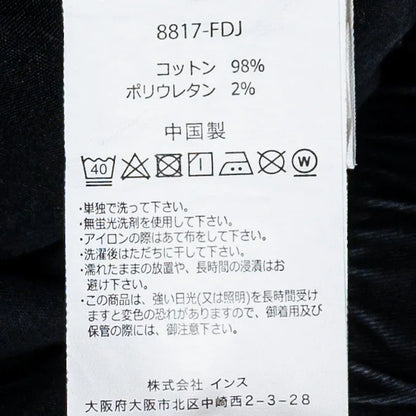 8817-FDJ
コットン 98%
ポリウレタン 2%
中国製
40 W
・単独で洗って下さい。
・無蛍光洗剤を使用して下さい。
・アイロンの際はあて布をして下さい。
・洗濯後はただちに干して下さい。
・濡れたままの放置や、長時間の浸漬はお
避け下さい。
・この商品は、強い日光(又は照明)を長時間受け
ますと変色の恐れがありますので、御着用及び
保管の際には、御注意下さい。
株式会社 インス
大阪府大阪市北区中崎西2-3-28